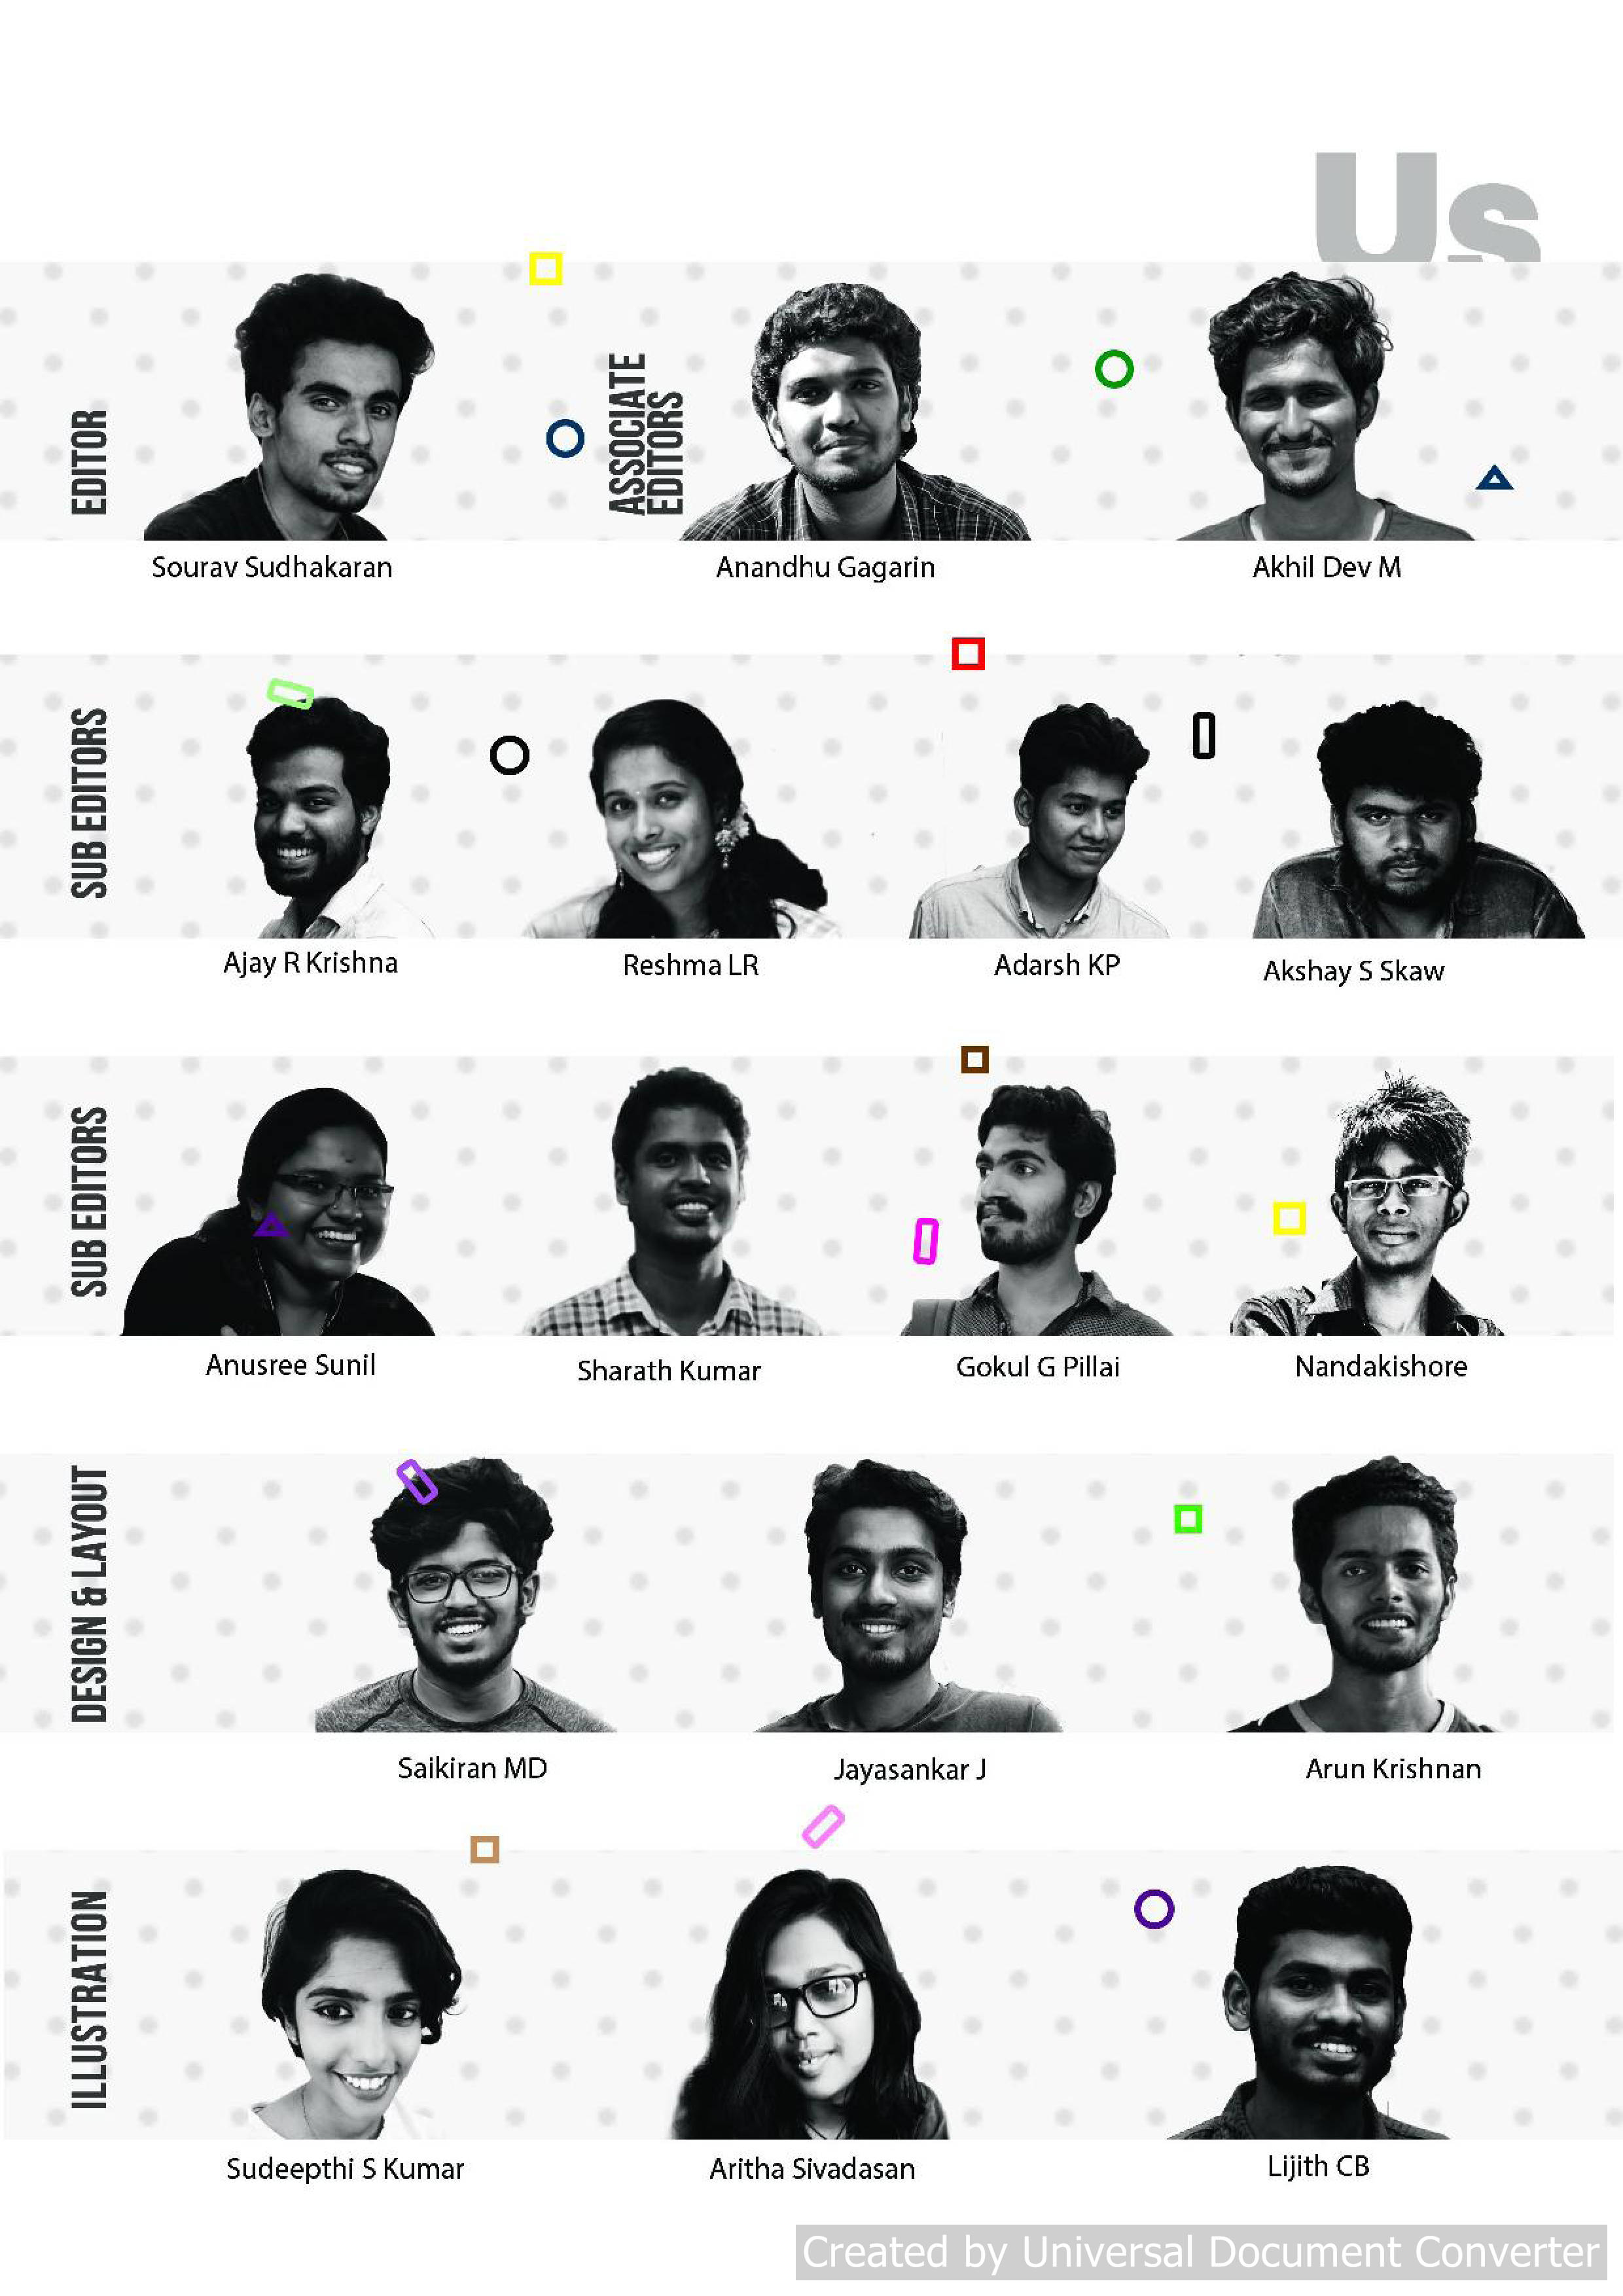 Us
EDITOR
ASSOCIATE
EDITORS
Sourav Sudhakaran
Anandhu Gagarin
Akhil Dev M
SUB EDITORS
Ajay R Krishna
Reshma LR
Adarsh KP
Akshay S Skaw
SUB EDITORS
Anusree Sunil
Sharath Kumar
Gokul G Pillai
Nandakishore
DESIGN & LAYOUT
Saikiran MD
Jayasankar J
Arun Krishnan
ILLUSTRATION
Sudeepthi S Kumar
Aritha Sivadasan
Lijith CB
Created by Universal Document Converter